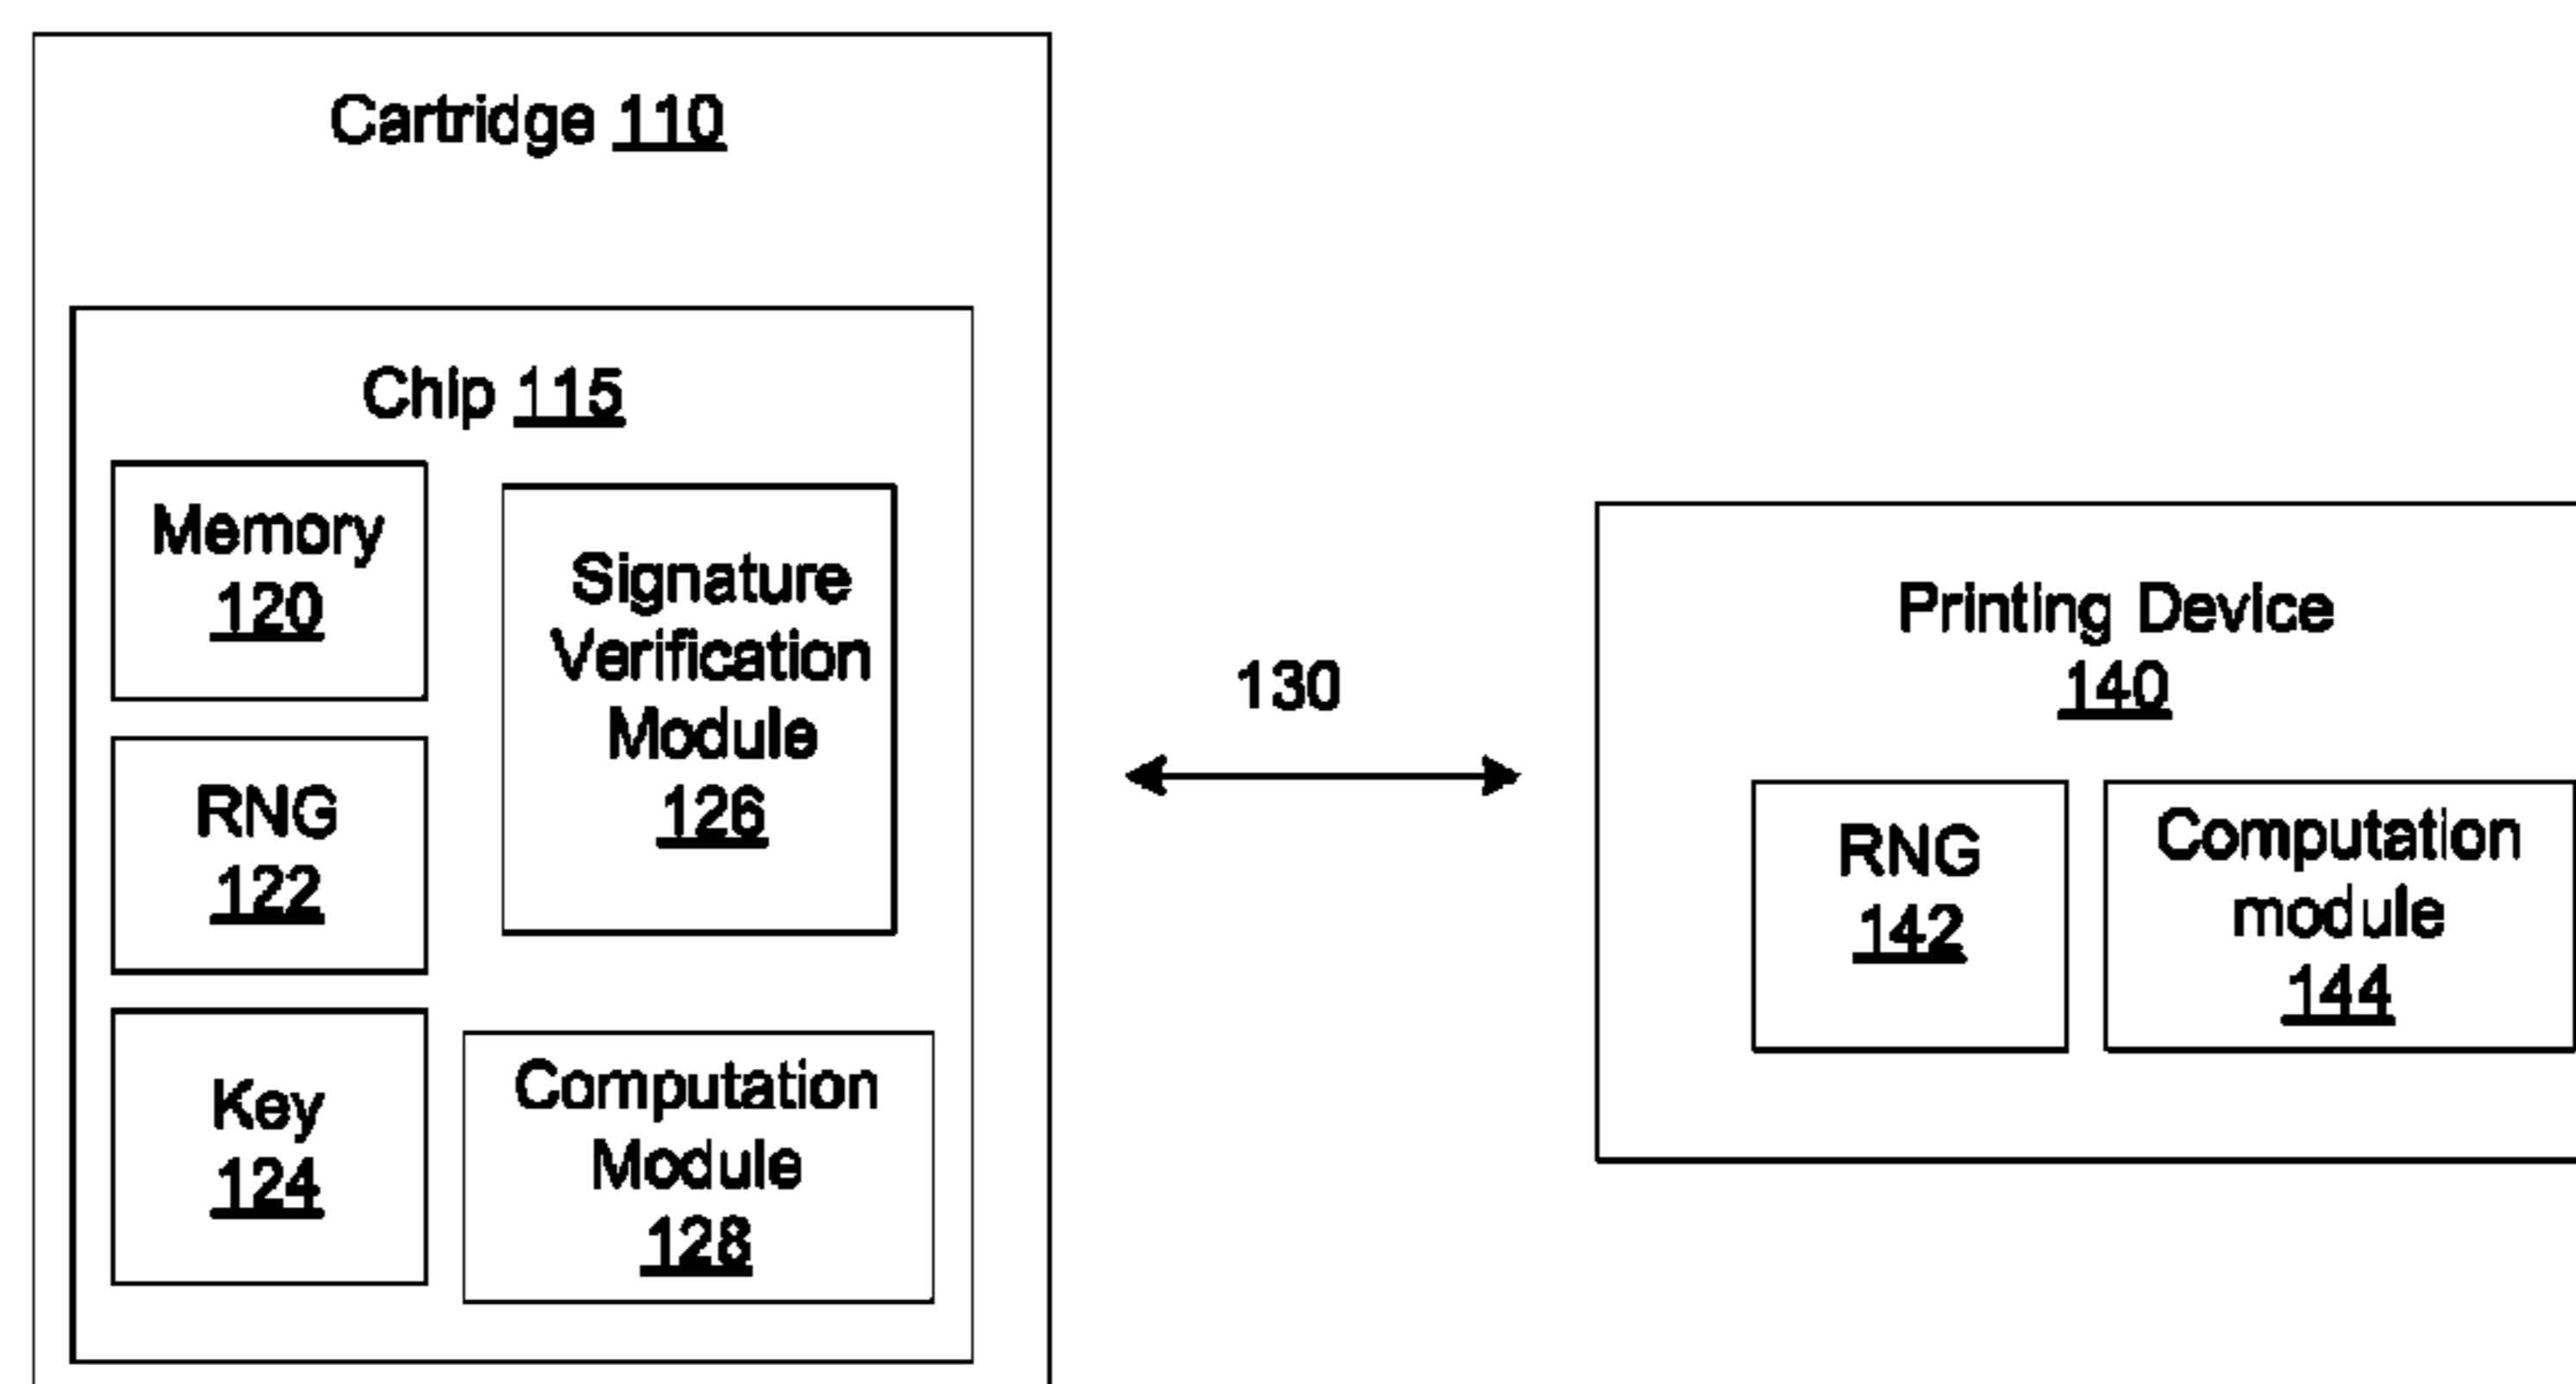 Cartridge 110
Chip 115
Memory
120
RNG
122
Key
124
Signature
Verification
Module
126
Computation
Module
128
130
Printing Device
140
RNG
142
Computation
module
144